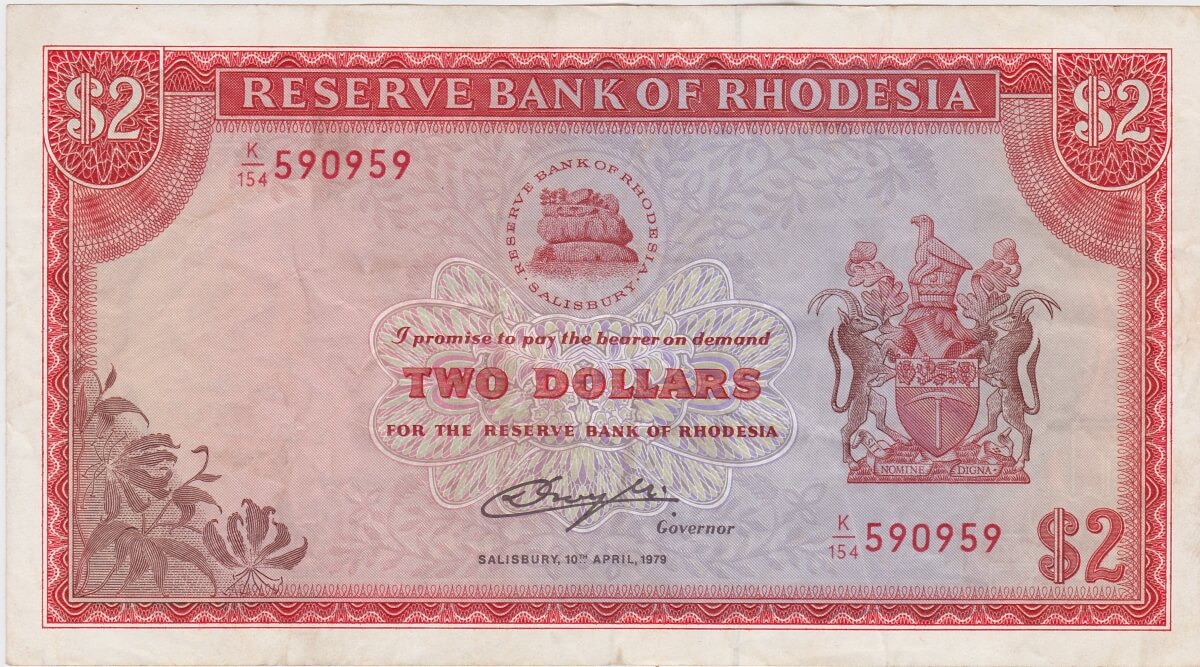 RESERVE BANK OF RHODESIA
$2
$2
K/154 590959
RESERVE BANK OF RHODESIA · SALISBURY ·
I promise to pay the bearer on demand
TWO DOLLARS
FOR THE RESERVE BANK OF RHODESIA
Governor
SALISBURY, 10TH APRIL, 1979
NOMINE DIGNA
K/154 590959
$2